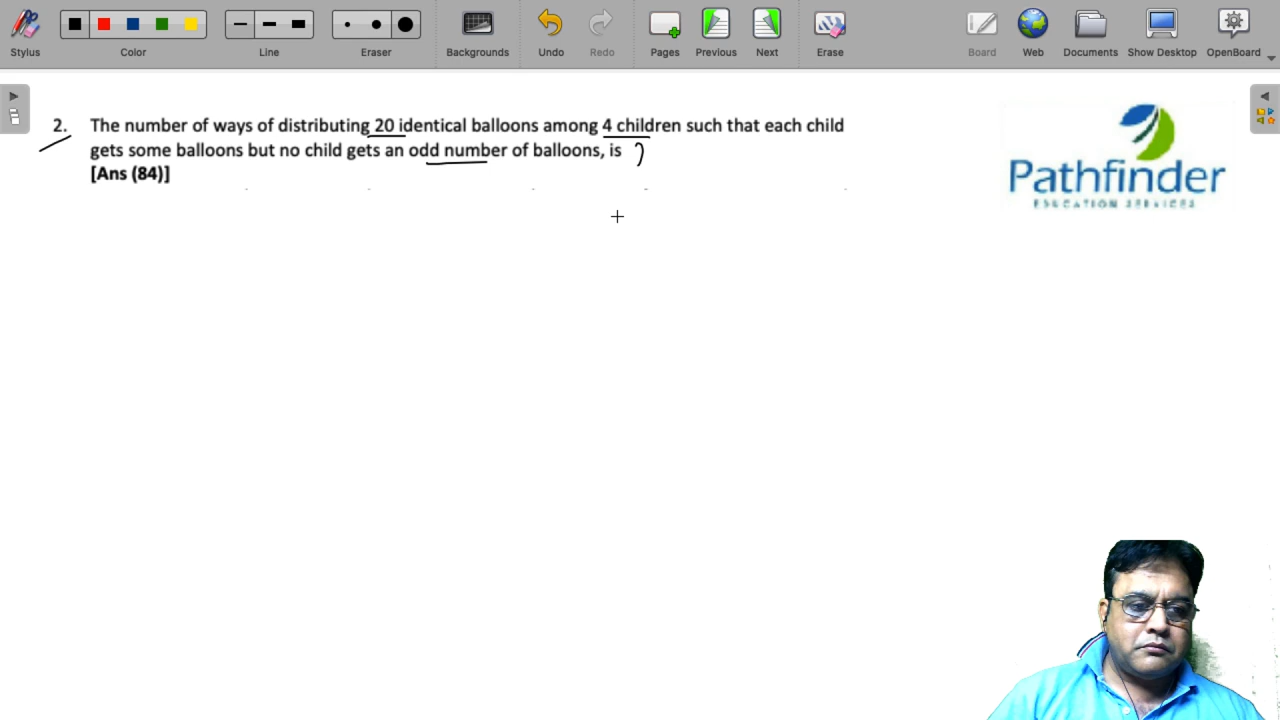 Stylus
Color
Line
Eraser
Backgrounds
Undo
Redo
Pages
Previous
Next
Erase
Board
Web
Documents
Show Desktop
OpenBoard
2. The number of ways of distributing 20 identical balloons among 4 children such that each child
gets some balloons but no child gets an odd number of balloons, is ?
[Ans (84)]
Pathfinder
EDUCATION SERVICES